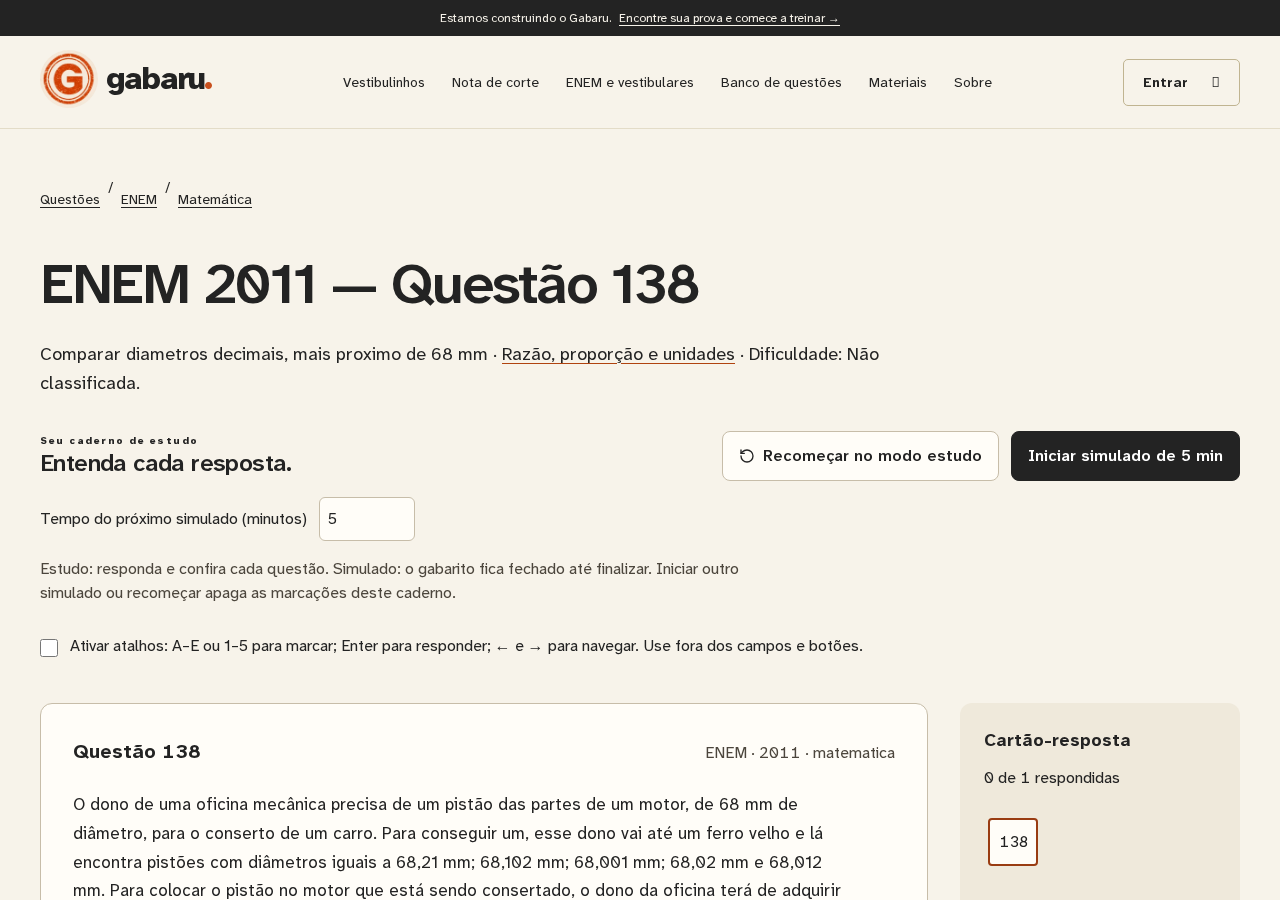 Estamos construindo o Gabaru. Encontre sua prova e comece a treinar →
G gabaru.
Vestibulinhos Nota de corte ENEM e vestibulares Banco de questões Materiais Sobre Entrar
Questões / ENEM / Matemática
ENEM 2011 — Questão 138
Comparar diametros decimais, mais proximo de 68 mm · Razão, proporção e unidades · Dificuldade: Não
classificada.
Seu caderno de estudo
Entenda cada resposta.
Recomeçar no modo estudo Iniciar simulado de 5 min
Tempo do próximo simulado (minutos) 5
Estudo: responda e confira cada questão. Simulado: o gabarito fica fechado até finalizar. Iniciar outro
simulado ou recomeçar apaga as marcações deste caderno.
Ativar atalhos: A–E ou 1–5 para marcar; Enter para responder; ← e → para navegar. Use fora dos campos e botões.
Questão 138 ENEM · 2011 · matematica
O dono de uma oficina mecânica precisa de um pistão das partes de um motor, de 68 mm de
diâmetro, para o conserto de um carro. Para conseguir um, esse dono vai até um ferro velho e lá
encontra pistões com diâmetros iguais a 68,21 mm; 68,102 mm; 68,001 mm; 68,02 mm e 68,012
mm. Para colocar o pistão no motor que está sendo consertado, o dono da oficina terá de adquirir
Cartão-resposta
0 de 1 respondidas
138